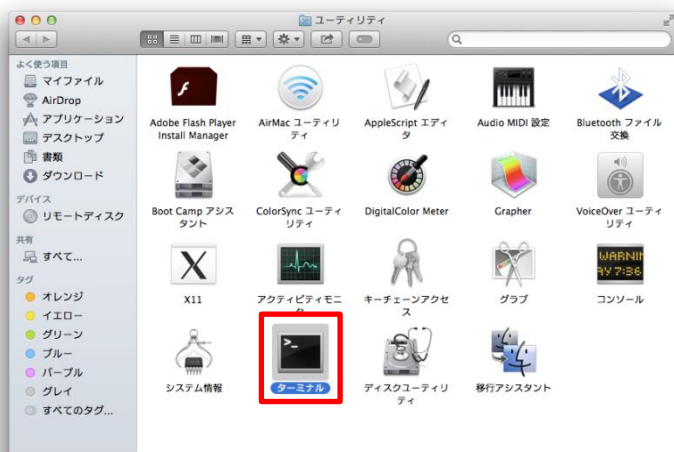 ユーティリティ
よく使う項目
マイファイル
AirDrop
アプリケーション
デスクトップ
書類
ダウンロード
デバイス
リモートディスク
共有
すべて...
タグ
オレンジ
イエロー
グリーン
ブルー
パープル
グレイ
すべてのタグ...
Adobe Flash Player
Install Manager
AirMac ユーティリ
ティ
AppleScript エディ
タ
Audio MIDI 設定
Bluetooth ファイル
交換
Boot Camp アシス
タント
ColorSync ユーティ
リティ
DigitalColor Meter
Grapher
VoiceOver ユーティ
リティ
WARNIN
AY 7:36
X11
アクティビティモニ
タ
キーチェーンアクセ
ス
グラブ
コンソール
システム情報
ターミナル
ディスクユーティリ
ティ
移行アシスタント